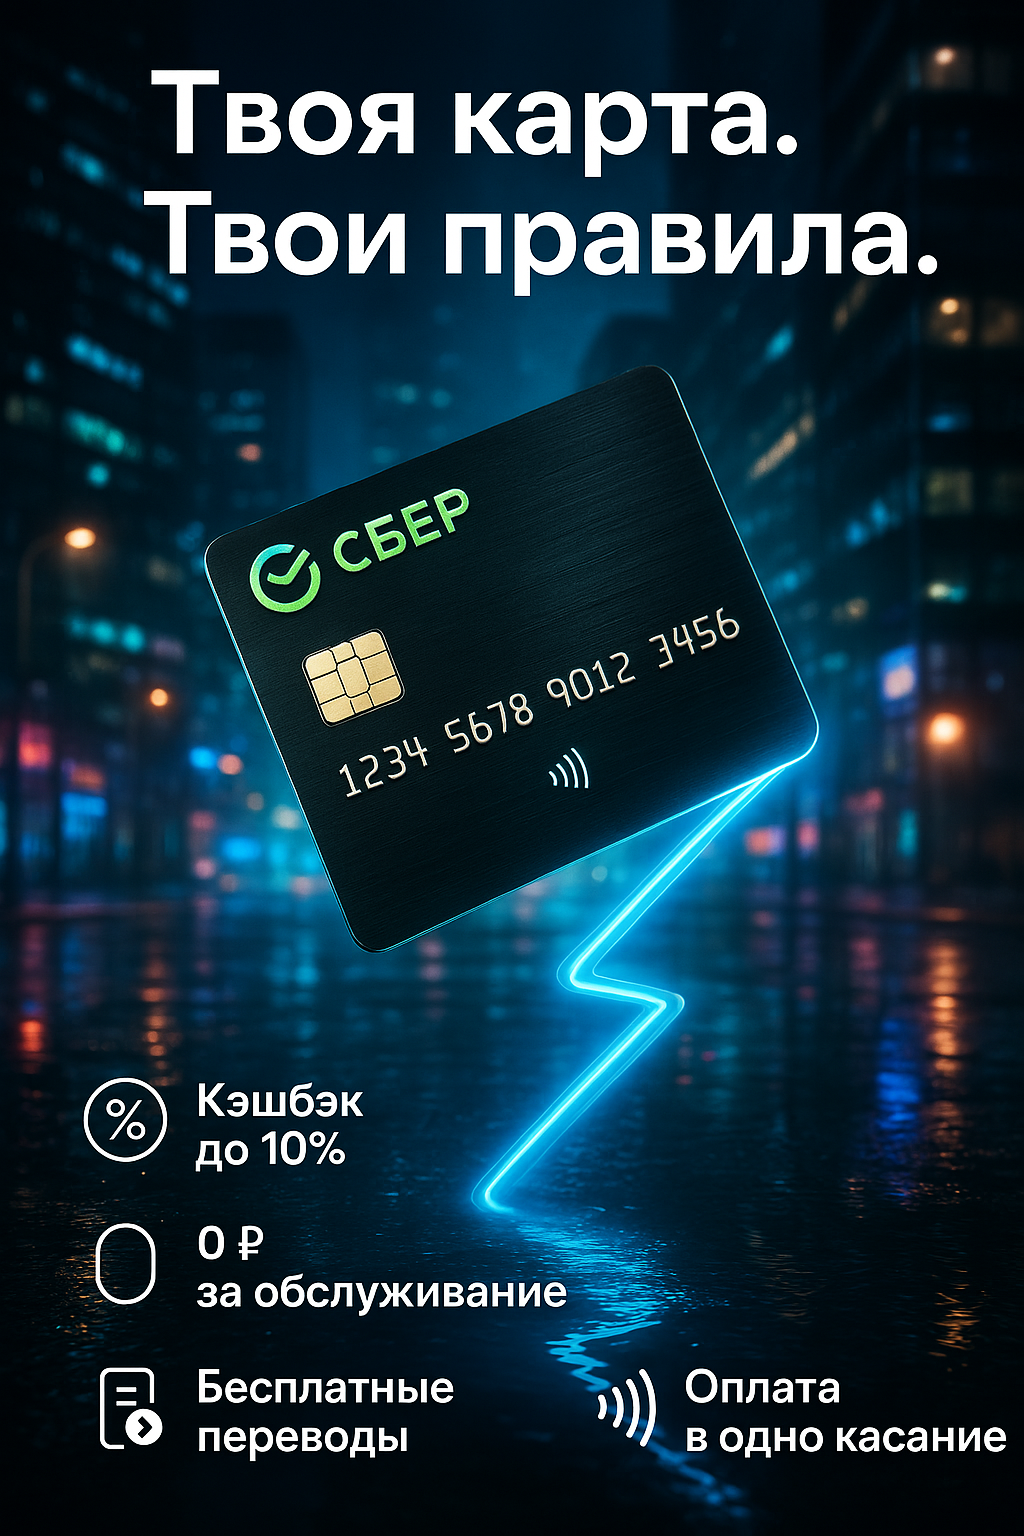 Твоя карта.
Твои правила.
СБЕР
1234 5678 9012 3456
%
Кэшбэк
до 10%
0 ₽
за обслуживание
Бесплатные
переводы
Оплата
в одно касание